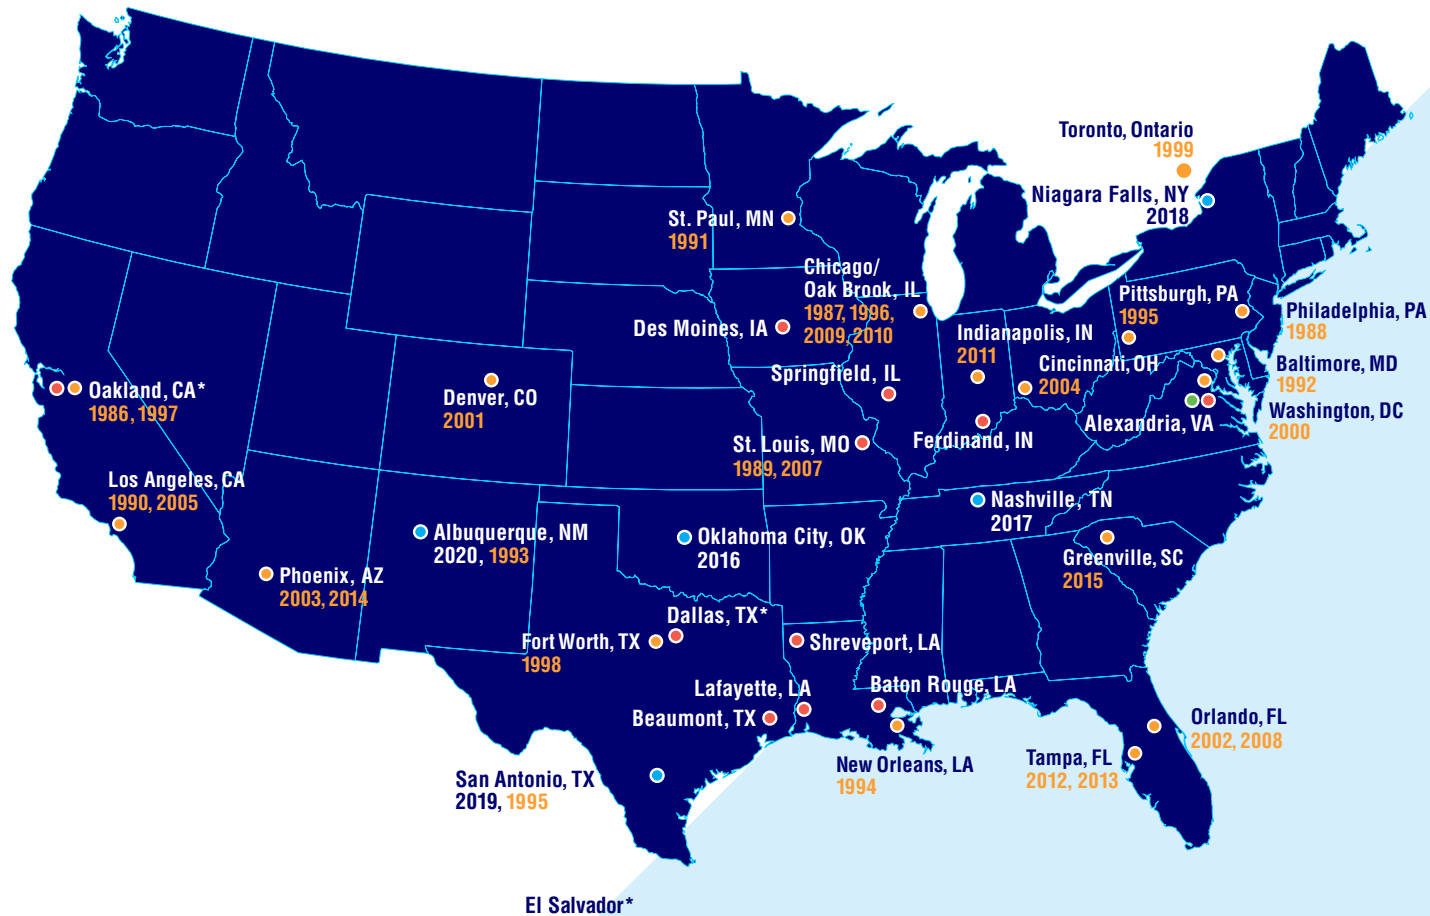 Toronto, Ontario
1999
Niagara Falls, NY
2018
St. Paul, MN
1991
Chicago/
Oak Brook, IL
1987, 1996,
2009, 2010
Pittsburgh, PA
1995
Philadelphia, PA
1988
Des Moines, IA
Indianapolis, IN
2011
Cincinnati, OH
2004
Baltimore, MD
1992
Springfield, IL
Oakland, CA*
1986, 1997
Denver, CO
2001
Washington, DC
2000
Alexandria, VA
St. Louis, MO
1989, 2007
Ferdinand, IN
Los Angeles, CA
1990, 2005
Nashville, TN
2017
Albuquerque, NM
2020, 1993
Oklahoma City, OK
2016
Greenville, SC
2015
Phoenix, AZ
2003, 2014
Dallas, TX*
Fort Worth, TX
1998
Shreveport, LA
Lafayette, LA
Baton Rouge, LA
Beaumont, TX
Orlando, FL
2002, 2008
New Orleans, LA
1994
Tampa, FL
2012, 2013
San Antonio, TX
2019, 1995
El Salvador*